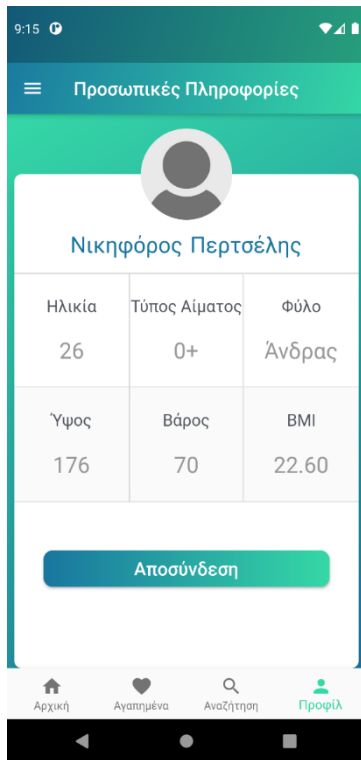 9:15
Προσωπικές Πληροφορίες
Νικηφόρος Περτσέλης
Ηλικία Τύπος Αίματος Φύλο
26 0+ Άνδρας
Ύψος Βάρος BMI
176 70 22.60
Αποσύνδεση
Αρχική Αγαπημένα Αναζήτηση Προφίλ